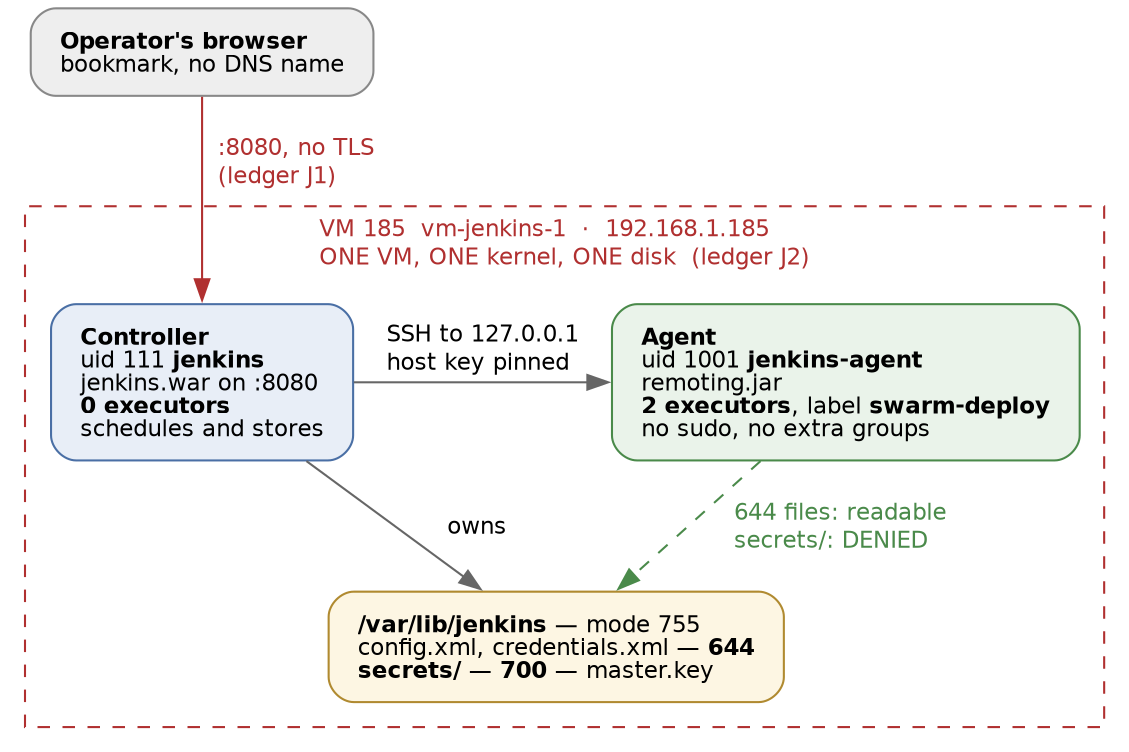 Operator's browser
bookmark, no DNS name
:8080, no TLS
(ledger J1)
VM 185  vm-jenkins-1  ·  192.168.1.185
ONE VM, ONE kernel, ONE disk  (ledger J2)
Controller
uid 111 jenkins
jenkins.war on :8080
0 executors
schedules and stores
SSH to 127.0.0.1
host key pinned
Agent
uid 1001 jenkins-agent
remoting.jar
2 executors, label swarm-deploy
no sudo, no extra groups
owns
644 files: readable
secrets/: DENIED
/var/lib/jenkins — mode 755
config.xml, credentials.xml — 644
secrets/ — 700 — master.key